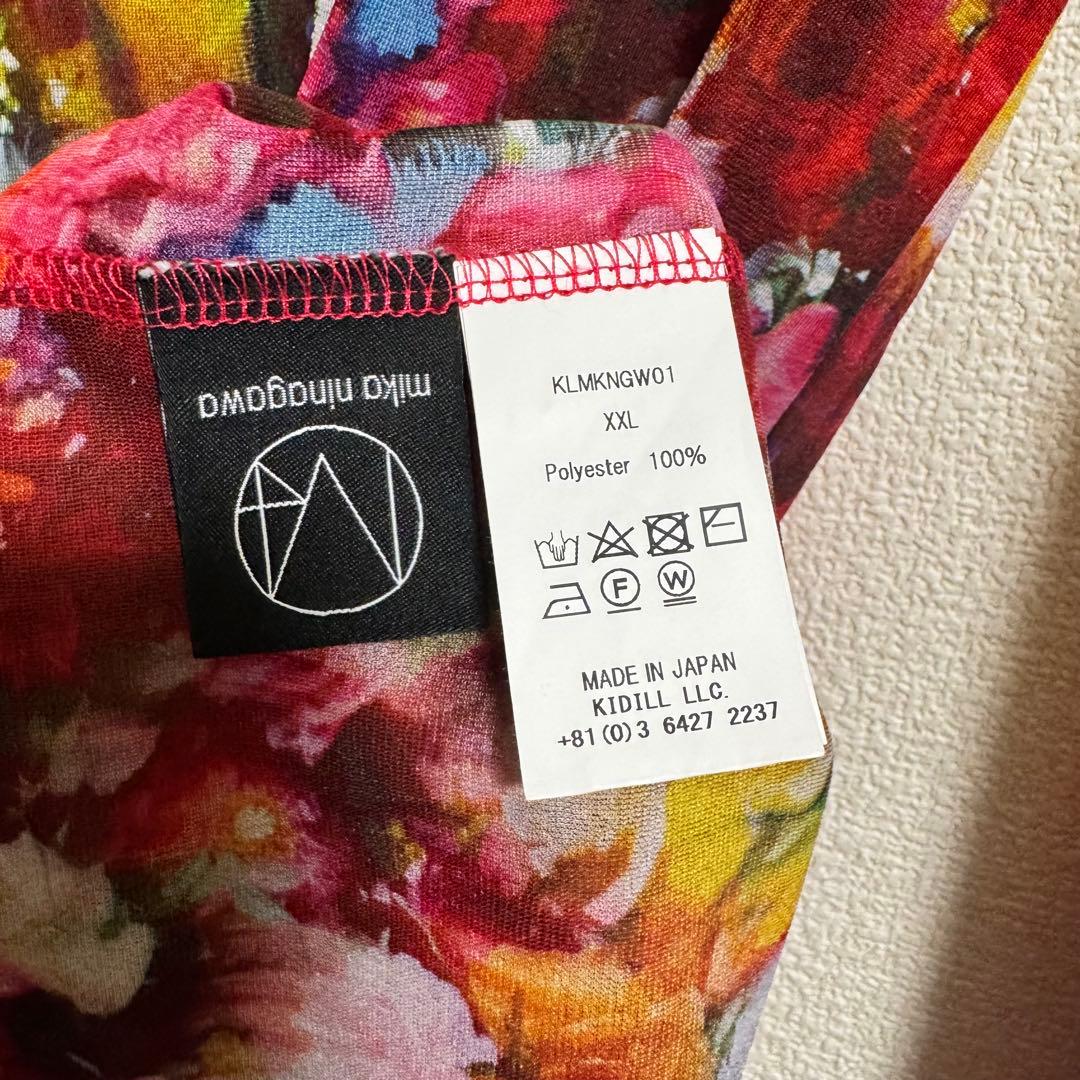 mika ninagawa
KLMKNGW01
XXL
Polyester 100%
F W
MADE IN JAPAN
KIDILL LLC.
+81(0)3 6427 2237